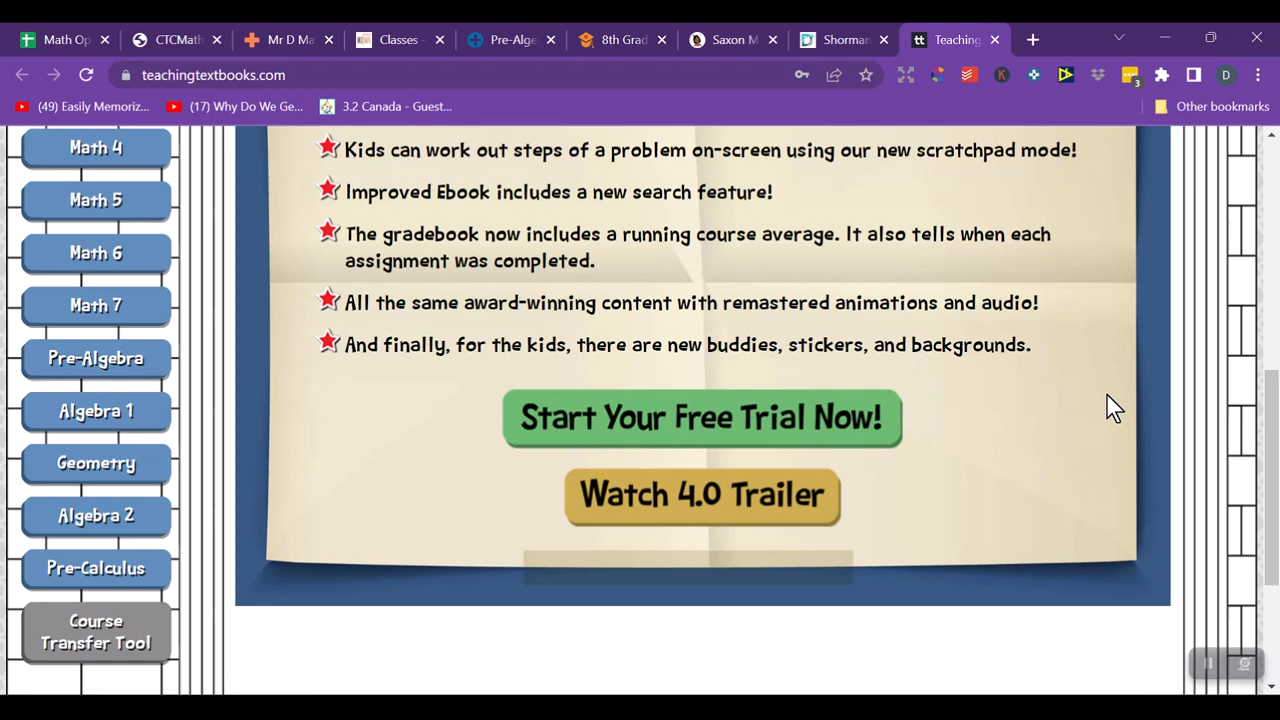 Math Op
CTCMath
Mr D Ma
Classes -
Pre-Alge
8th Grad
Saxon M
Shorman
tt
Teaching
teachingtextbooks.com
K
3
D
(49) Easily Memoriz...
(17) Why Do We Ge...
3.2 Canada - Guest...
Other bookmarks
Math 4
Math 5
Math 6
Math 7
Pre-Algebra
Algebra 1
Geometry
Algebra 2
Pre-Calculus
Course
Transfer Tool
Kids can work out steps of a problem on-screen using our new scratchpad mode!
Improved Ebook includes a new search feature!
The gradebook now includes a running course average. It also tells when each
assignment was completed.
All the same award-winning content with remastered animations and audio!
And finally, for the kids, there are new buddies, stickers, and backgrounds.
Start Your Free Trial Now!
Watch 4.0 Trailer